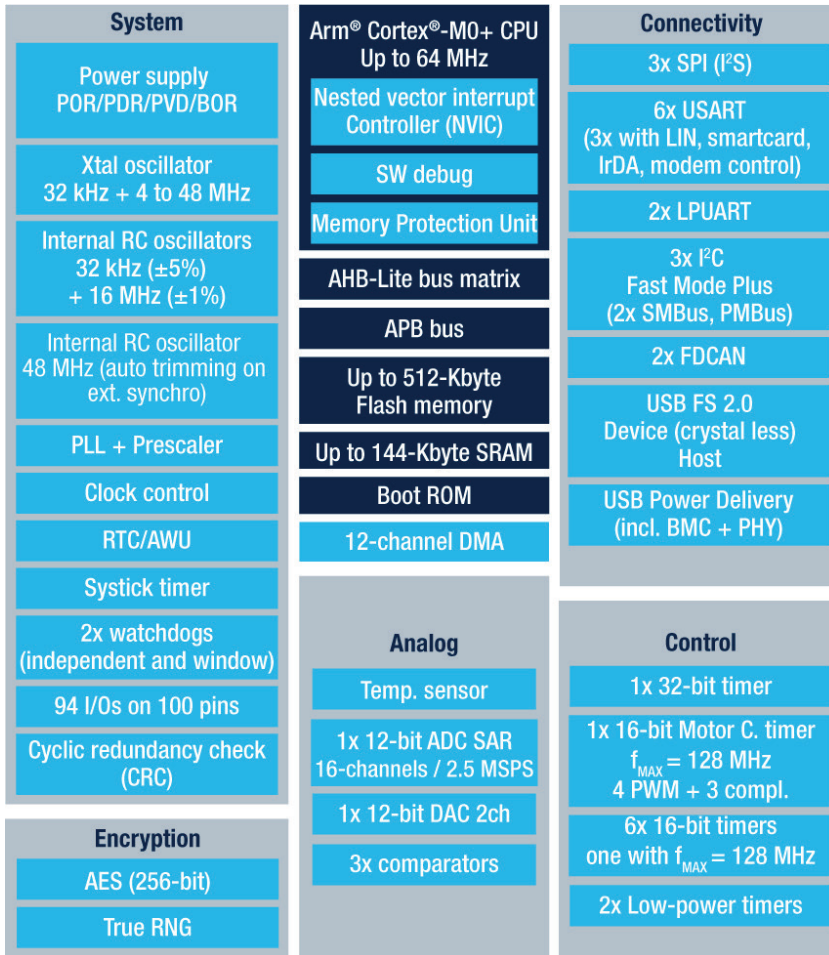 System
Power supply
POR/PDR/PVD/BOR
Xtal oscillator
32 kHz + 4 to 48 MHz
Internal RC oscillators
32 kHz (±5%)
+ 16 MHz (±1%)
Internal RC oscillator
48 MHz (auto trimming on
ext. synchro)
PLL + Prescaler
Clock control
RTC/AWU
Systick timer
2x watchdogs
(independent and window)
94 I/Os on 100 pins
Cyclic redundancy check
(CRC)
Encryption
AES (256-bit)
True RNG
Arm® Cortex®-M0+ CPU
Up to 64 MHz
Nested vector interrupt
Controller (NVIC)
SW debug
Memory Protection Unit
AHB-Lite bus matrix
APB bus
Up to 512-Kbyte
Flash memory
Up to 144-Kbyte SRAM
Boot ROM
12-channel DMA
Analog
Temp. sensor
1x 12-bit ADC SAR
16-channels / 2.5 MSPS
1x 12-bit DAC 2ch
3x comparators
Connectivity
3x SPI (I²S)
6x USART
(3x with LIN, smartcard,
IrDA, modem control)
2x LPUART
3x I²C
Fast Mode Plus
(2x SMBus, PMBus)
2x FDCAN
USB FS 2.0
Device (crystal less)
Host
USB Power Delivery
(incl. BMC + PHY)
Control
1x 32-bit timer
1x 16-bit Motor C. timer
fMAX = 128 MHz
4 PWM + 3 compl.
6x 16-bit timers
one with fMAX = 128 MHz
2x Low-power timers